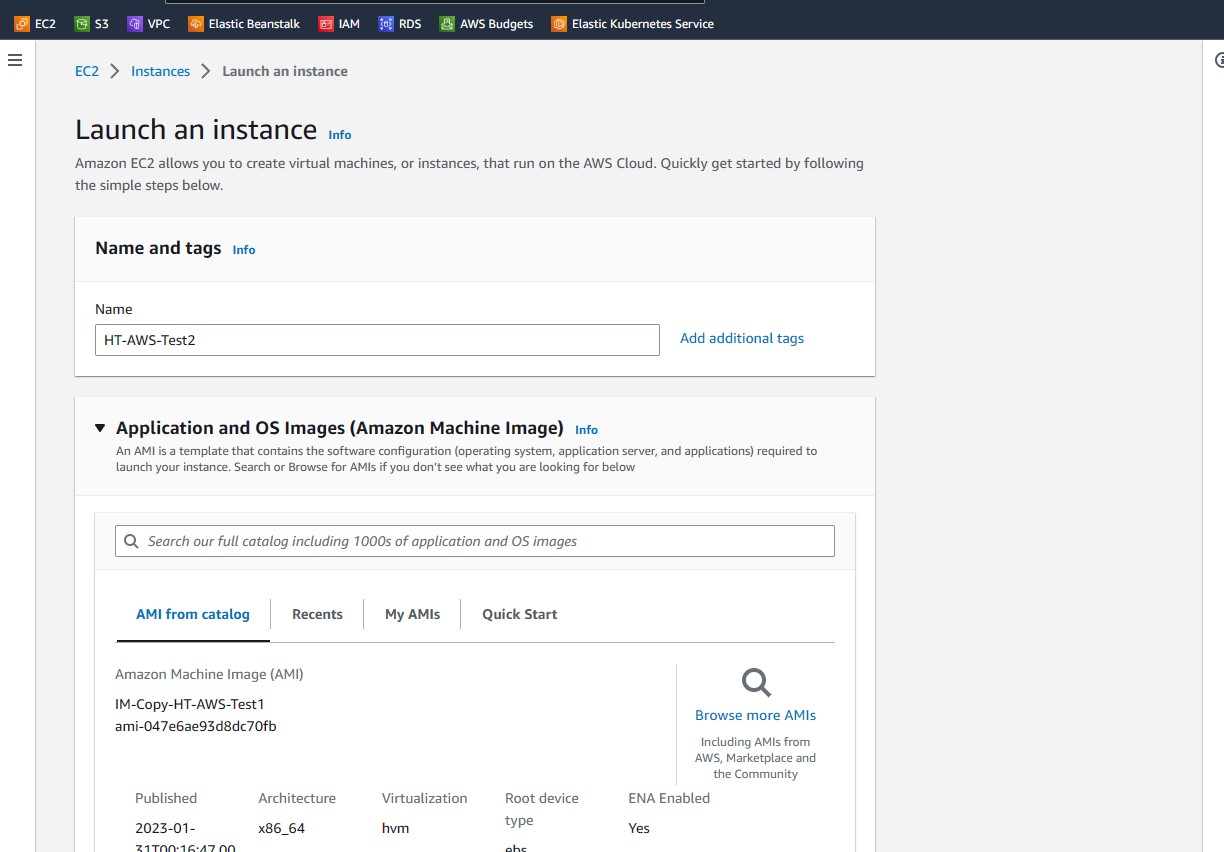 EC2 S3 VPC Elastic Beanstalk IAM RDS AWS Budgets Elastic Kubernetes Service
EC2 Instances Launch an instance
Launch an instance Info
Amazon EC2 allows you to create virtual machines, or instances, that run on the AWS Cloud. Quickly get started by following
the simple steps below.
Name and tags Info
Name
HT-AWS-Test2 Add additional tags
Application and OS Images (Amazon Machine Image) Info
An AMI is a template that contains the software configuration (operating system, application server, and applications) required to
launch your instance. Search or Browse for AMIs if you don't see what you are looking for below
Search our full catalog including 1000s of application and OS images
AMI from catalog Recents My AMIs Quick Start
Amazon Machine Image (AMI)
IM-Copy-HT-AWS-Test1
ami-047e6ae93d8dc70fb
Browse more AMIs
Including AMIs from
AWS, Marketplace and
the Community
Published Architecture Virtualization Root device type ENA Enabled
2023-01-31T00:16:47.00 x86_64 hvm ebs Yes